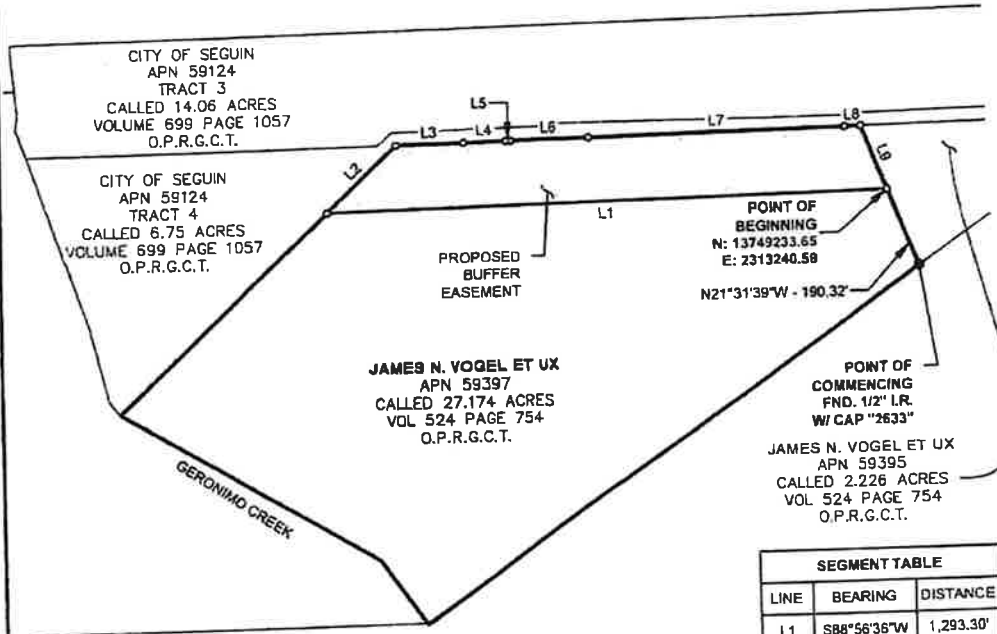 CITY OF SEGUIN
APN 59124
TRACT 3
CALLED 14.06 ACRES
VOLUME 699 PAGE 1057
O.P.R.G.C.T.
CITY OF SEGUIN
APN 59124
TRACT 4
CALLED 6.75 ACRES
VOLUME 699 PAGE 1057
O.P.R.G.C.T.
L5
L3
L4
L6
L7
L8
L2
L9
L1
PROPOSED
BUFFER
EASEMENT
POINT OF
BEGINNING
N: 13749233.65
E: 2313240.58
N21°31'39"W - 190.32'
JAMES N. VOGEL ET UX
APN 59397
CALLED 27.174 ACRES
VOL 524 PAGE 754
O.P.R.G.C.T.
GERONIMO CREEK
POINT OF
COMMENCING
FND. 1/2" I.R.
W/ CAP "2633"
JAMES N. VOGEL ET UX
APN 59395
CALLED 2.226 ACRES
VOL 524 PAGE 754
O.P.R.G.C.T.
SEGMENT TABLE
LINE BEARING DISTANCE
L1 S88°56'36"W 1,293.30'